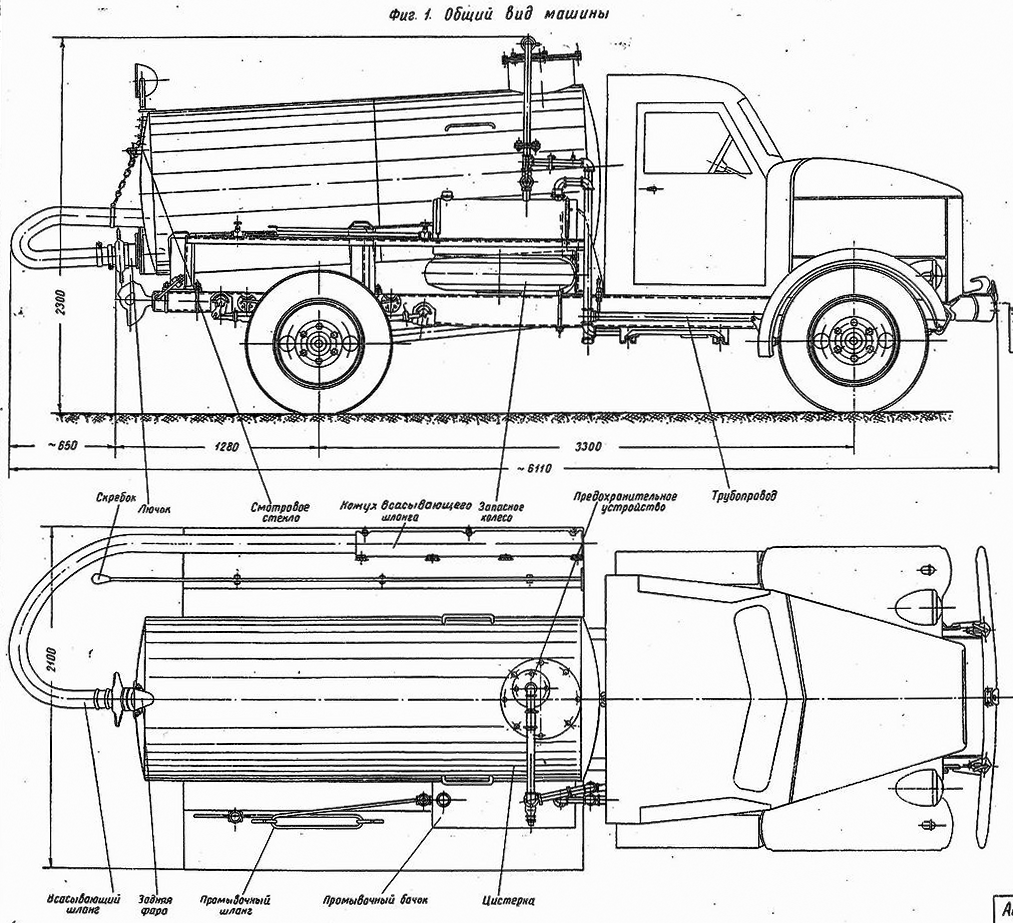 Фиг. 1. Общий вид машины
2300
~ 650
1280
3300
~ 6110
Скребок
Лючок
Смотровое
стекло
Кожух всасывающего
шланга
Запасное
колесо
Предохранительное
устройство
Трубопровод
2100
Всасывающий
шланг
Задняя
фара
Промывочный
шланг
Промывочный бачок
Цистерна